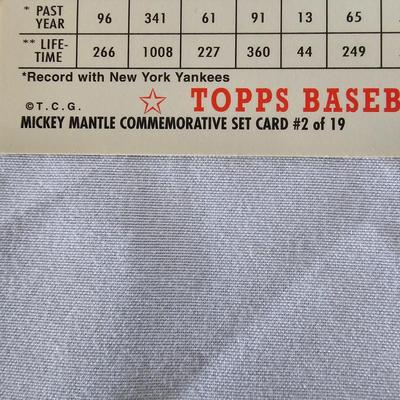 * PAST YEAR 96 341 61 91 13 65
** LIFE-TIME 266 1008 227 360 44 249
*Record with New York Yankees
©T.C.G. ☆ TOPPS BASEB
MICKEY MANTLE COMMEMORATIVE SET CARD #2 of 19